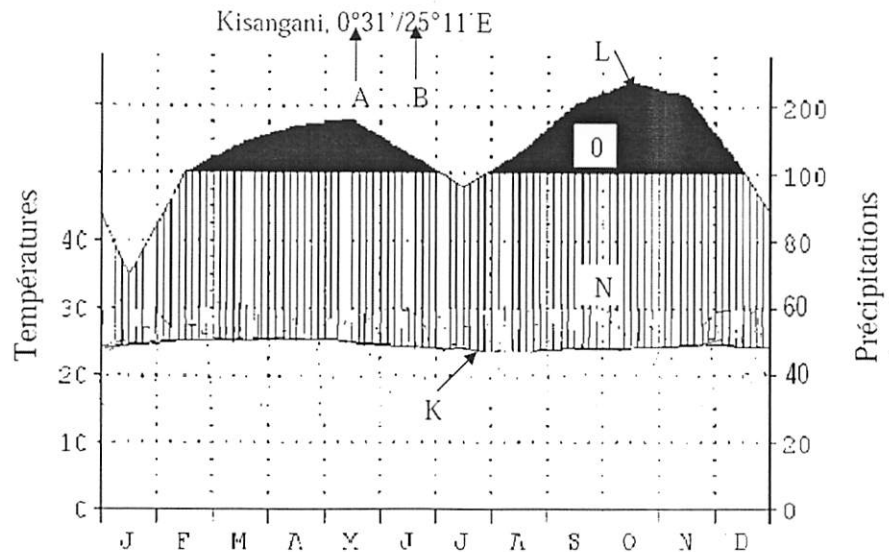 Kisangani, 0°31'/25°11'E
A
B
L
O
N
K
Températures
40
30
20
10
0
Précipitations
200
100
80
60
40
20
0
J F M A M J J A S O N D